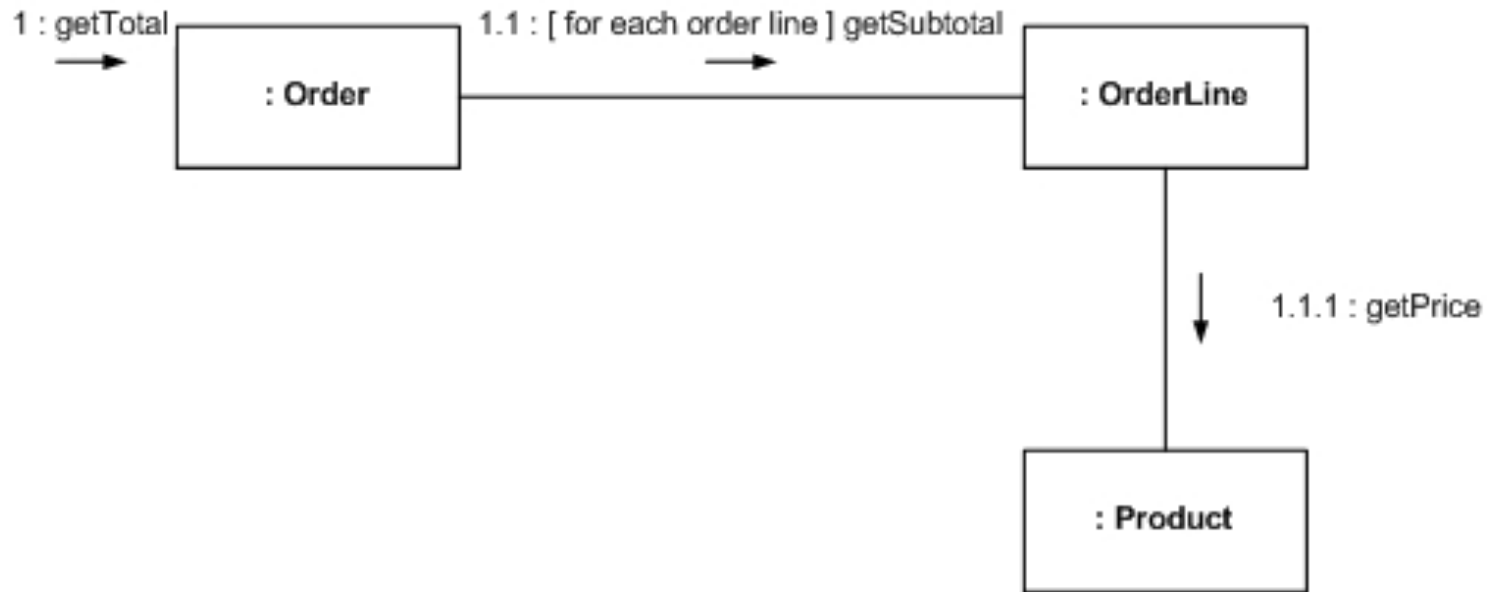 1 : getTotal
1.1 : [ for each order line ] getSubtotal
: Order
: OrderLine
1.1.1 : getPrice
: Product